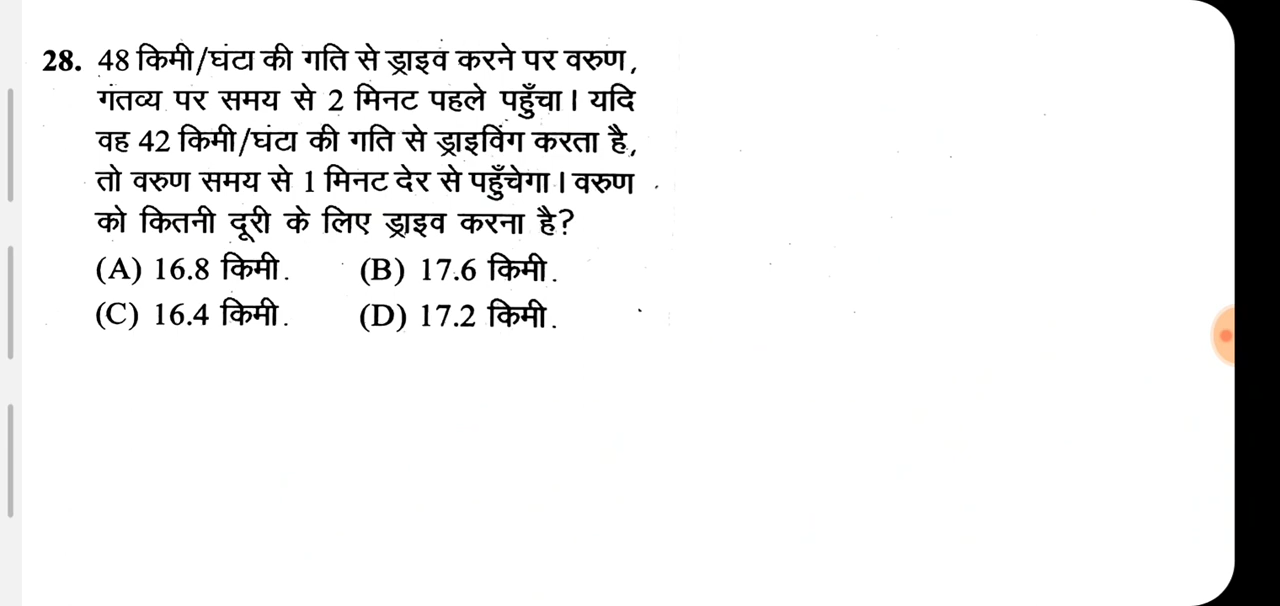 28. 48 किमी/घंटा की गति से ड्राइव करने पर वरुण,
गंतव्य पर समय से 2 मिनट पहले पहुँचा। यदि
वह 42 किमी/घंटा की गति से ड्राइविंग करता है,
तो वरुण समय से 1 मिनट देर से पहुँचेगा। वरुण
को कितनी दूरी के लिए ड्राइव करना है?
(A) 16.8 किमी. (B) 17.6 किमी.
(C) 16.4 किमी. (D) 17.2 किमी.